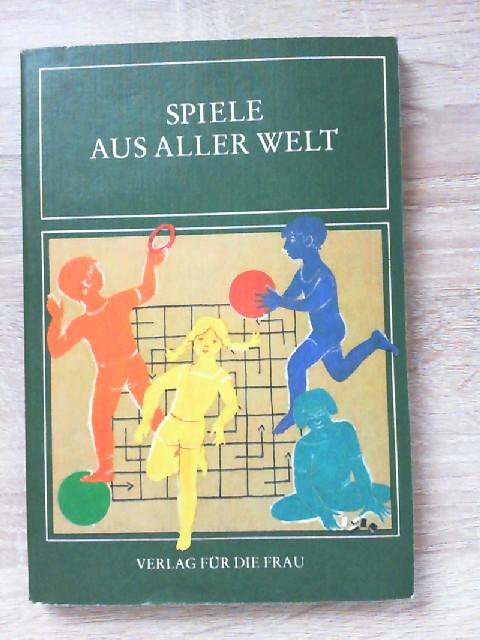 SPIELE
AUS ALLER WELT
VERLAG FÜR DIE FRAU